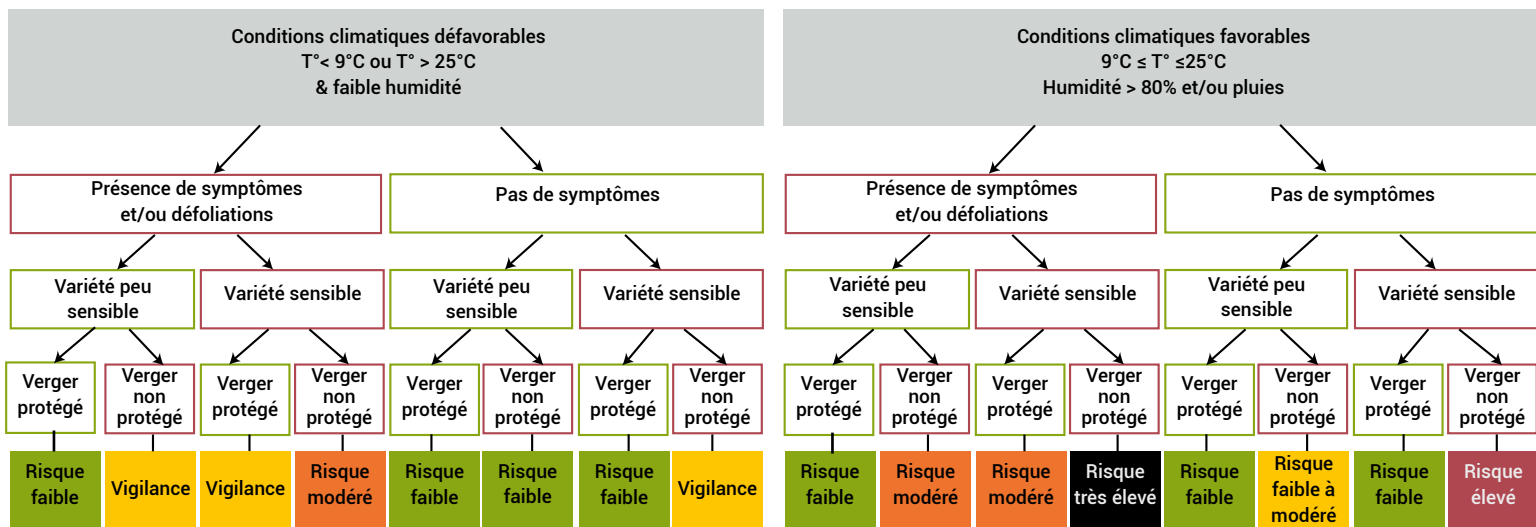 Conditions climatiques défavorables
T°< 9°C ou T° > 25°C
& faible humidité
Conditions climatiques favorables
9°C ≤ T° ≤25°C
Humidité > 80% et/ou pluies
Présence de symptômes
et/ou défoliations
Pas de symptômes
Présence de symptômes
et/ou défoliations
Pas de symptômes
Variété peu
sensible
Variété sensible
Variété peu
sensible
Variété sensible
Variété peu
sensible
Variété sensible
Variété peu
sensible
Variété sensible
Verger
protégé
Verger
non
protégé
Verger
protégé
Verger
non
protégé
Verger
protégé
Verger
non
protégé
Verger
protégé
Verger
non
protégé
Verger
protégé
Verger
non
protégé
Verger
protégé
Verger
non
protégé
Verger
protégé
Verger
non
protégé
Verger
protégé
Verger
non
protégé
Risque
faible
Vigilance
Vigilance
Risque
modéré
Risque
faible
Risque
faible
Risque
faible
Vigilance
Risque
faible
Risque
modéré
Risque
modéré
Risque
très élevé
Risque
faible
Risque
faible à
modéré
Risque
faible
Risque
élevé